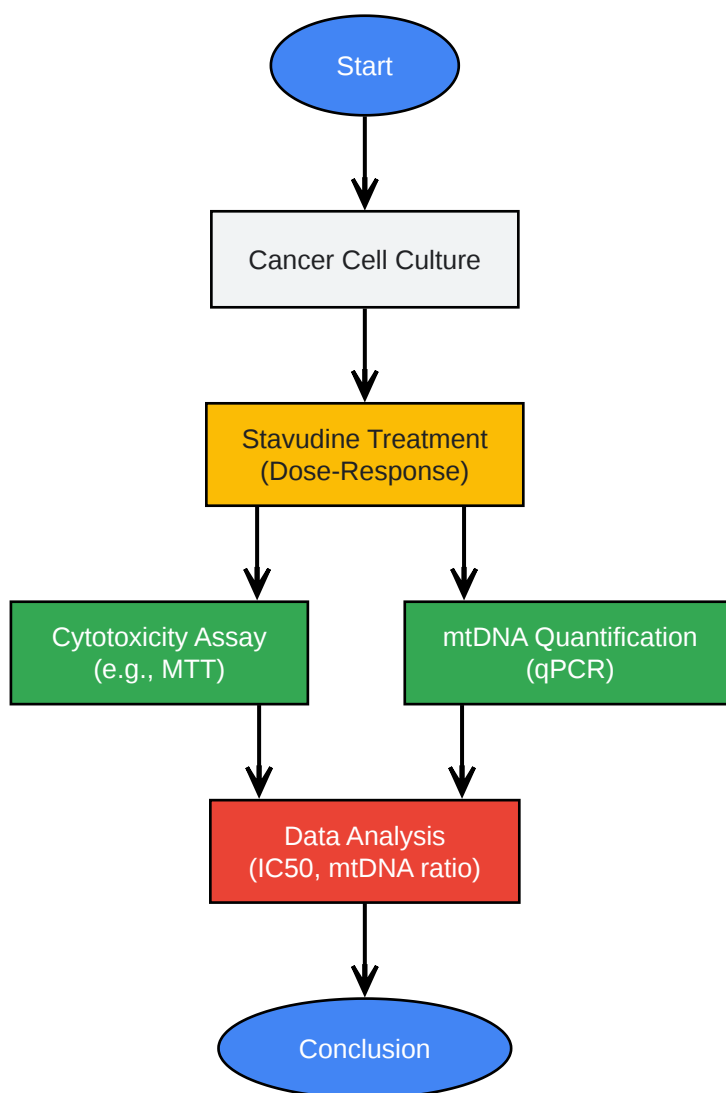 Start
Cancer Cell Culture
Stavudine Treatment
(Dose-Response)
Cytotoxicity Assay
(e.g., MTT)
mtDNA Quantification
(qPCR)
Data Analysis
(IC50, mtDNA ratio)
Conclusion